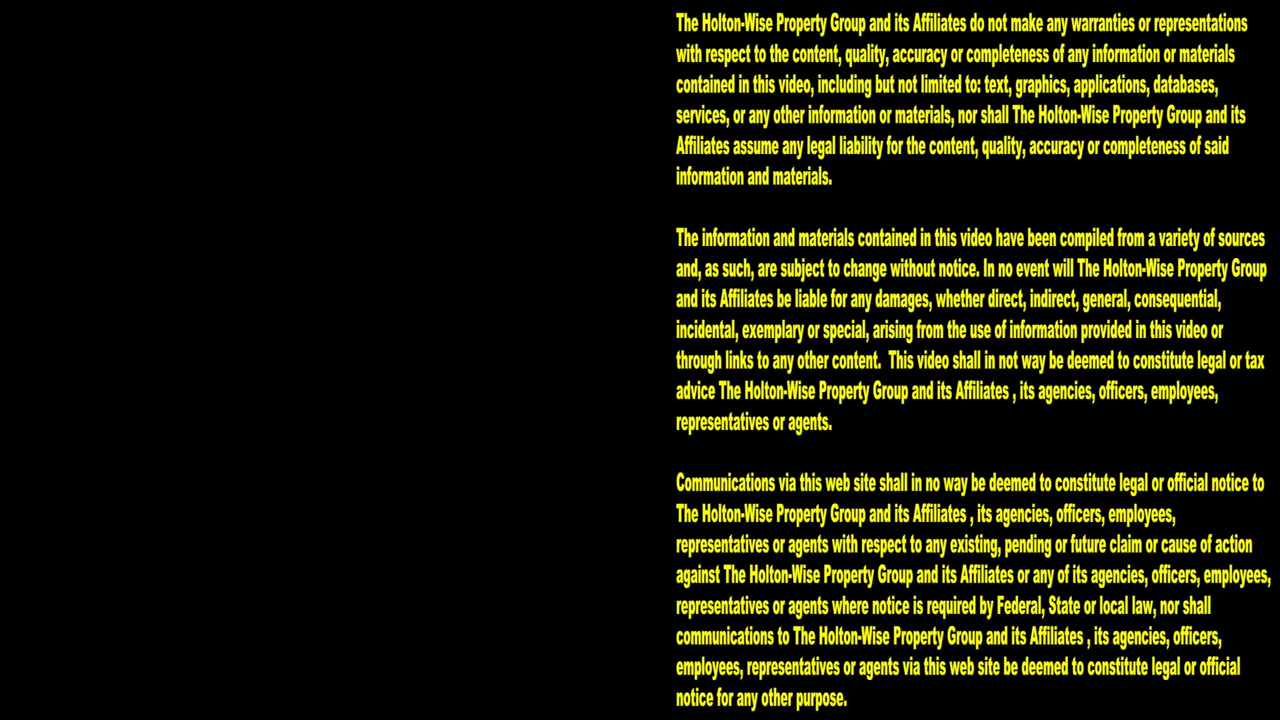 The Holton-Wise Property Group and its Affiliates do not make any warranties or representations
with respect to the content, quality, accuracy or completeness of any information or materials
contained in this video, including but not limited to: text, graphics, applications, databases,
services, or any other information or materials, nor shall The Holton-Wise Property Group and its
Affiliates assume any legal liability for the content, quality, accuracy or completeness of said
information and materials.
The information and materials contained in this video have been compiled from a variety of sources
and, as such, are subject to change without notice. In no event will The Holton-Wise Property Group
and its Affiliates be liable for any damages, whether direct, indirect, general, consequential,
incidental, exemplary or special, arising from the use of information provided in this video or
through links to any other content.  This video shall in not way be deemed to constitute legal or tax
advice The Holton-Wise Property Group and its Affiliates , its agencies, officers, employees,
representatives or agents.
Communications via this web site shall in no way be deemed to constitute legal or official notice to
The Holton-Wise Property Group and its Affiliates , its agencies, officers, employees,
representatives or agents with respect to any existing, pending or future claim or cause of action
against The Holton-Wise Property Group and its Affiliates or any of its agencies, officers, employees,
representatives or agents where notice is required by Federal, State or local law, nor shall
communications to The Holton-Wise Property Group and its Affiliates , its agencies, officers,
employees, representatives or agents via this web site be deemed to constitute legal or official
notice for any other purpose.